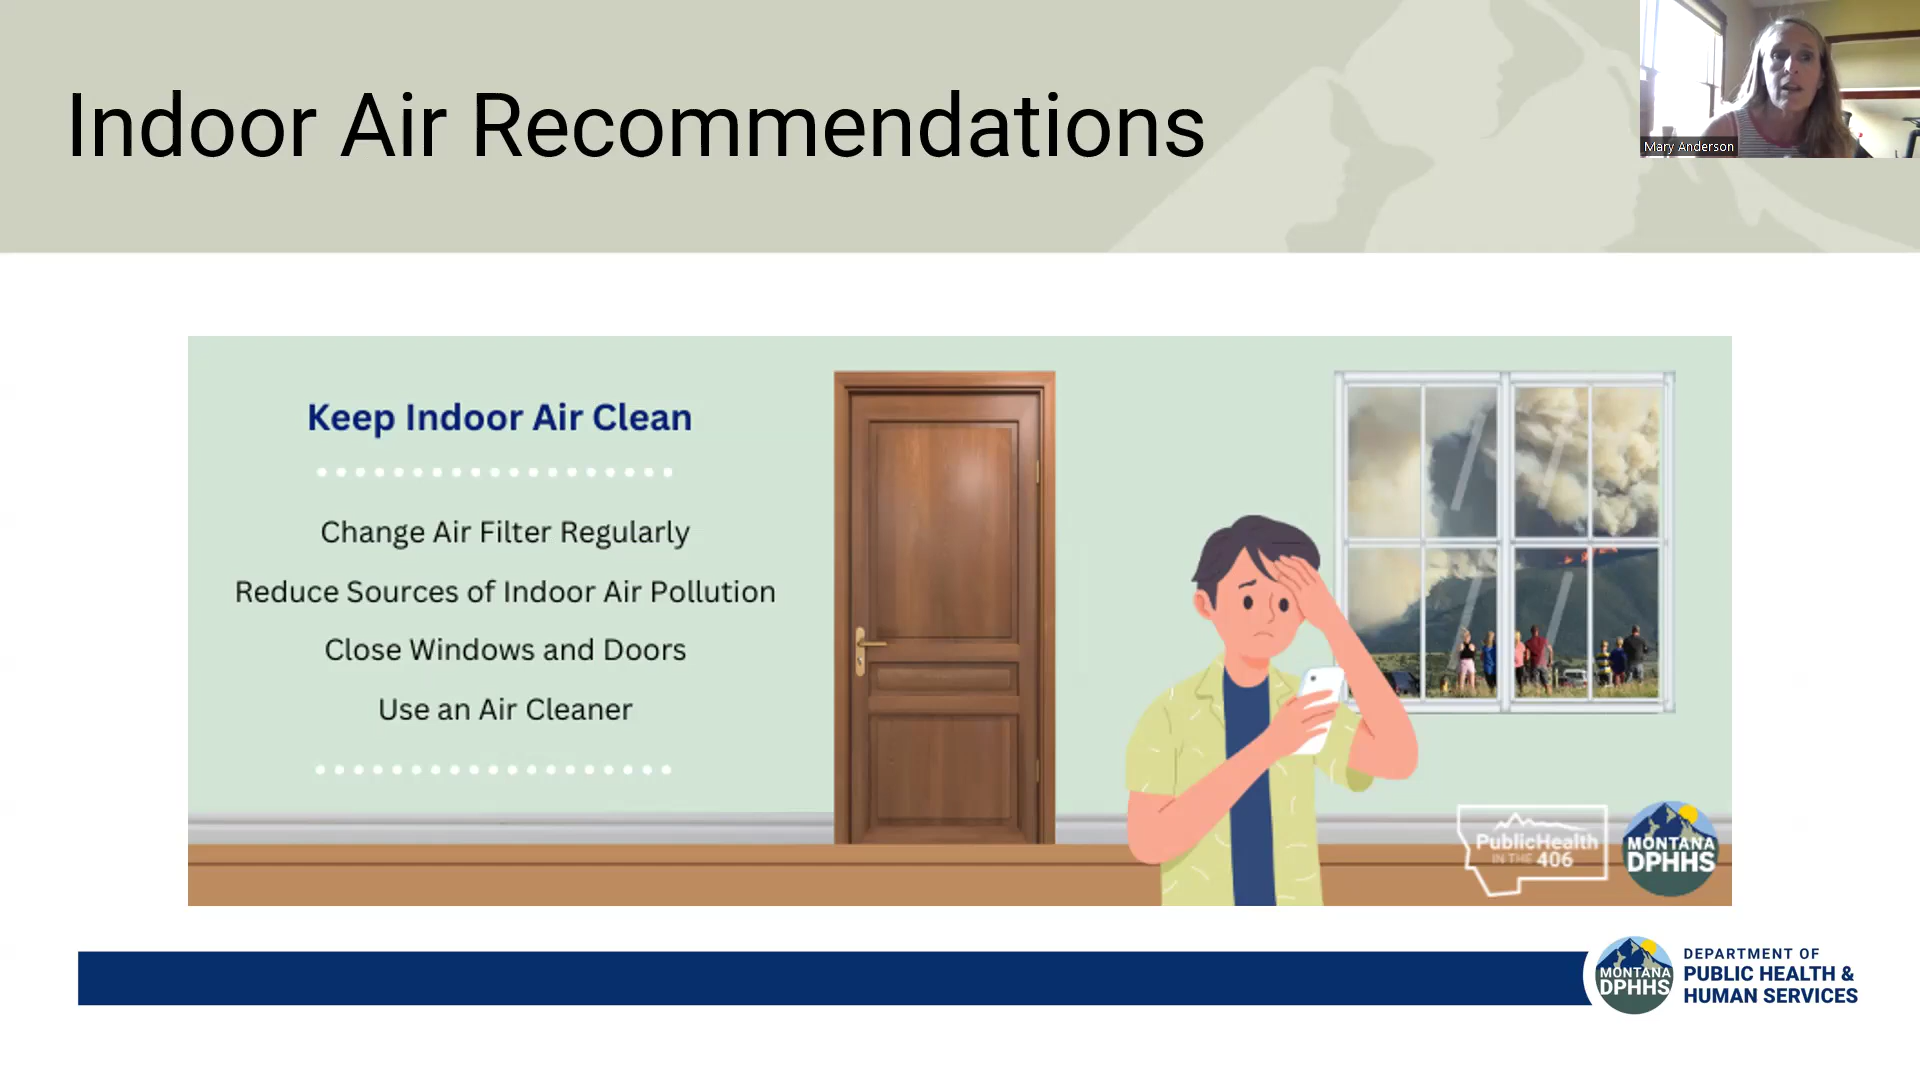 Indoor Air Recommendations
Mary Anderson
Keep Indoor Air Clean
Change Air Filter Regularly
Reduce Sources of Indoor Air Pollution
Close Windows and Doors
Use an Air Cleaner
PublicHealth
IN THE 406
MONTANA
DPHHS
MONTANA
DPHHS
DEPARTMENT OF
PUBLIC HEALTH &
HUMAN SERVICES